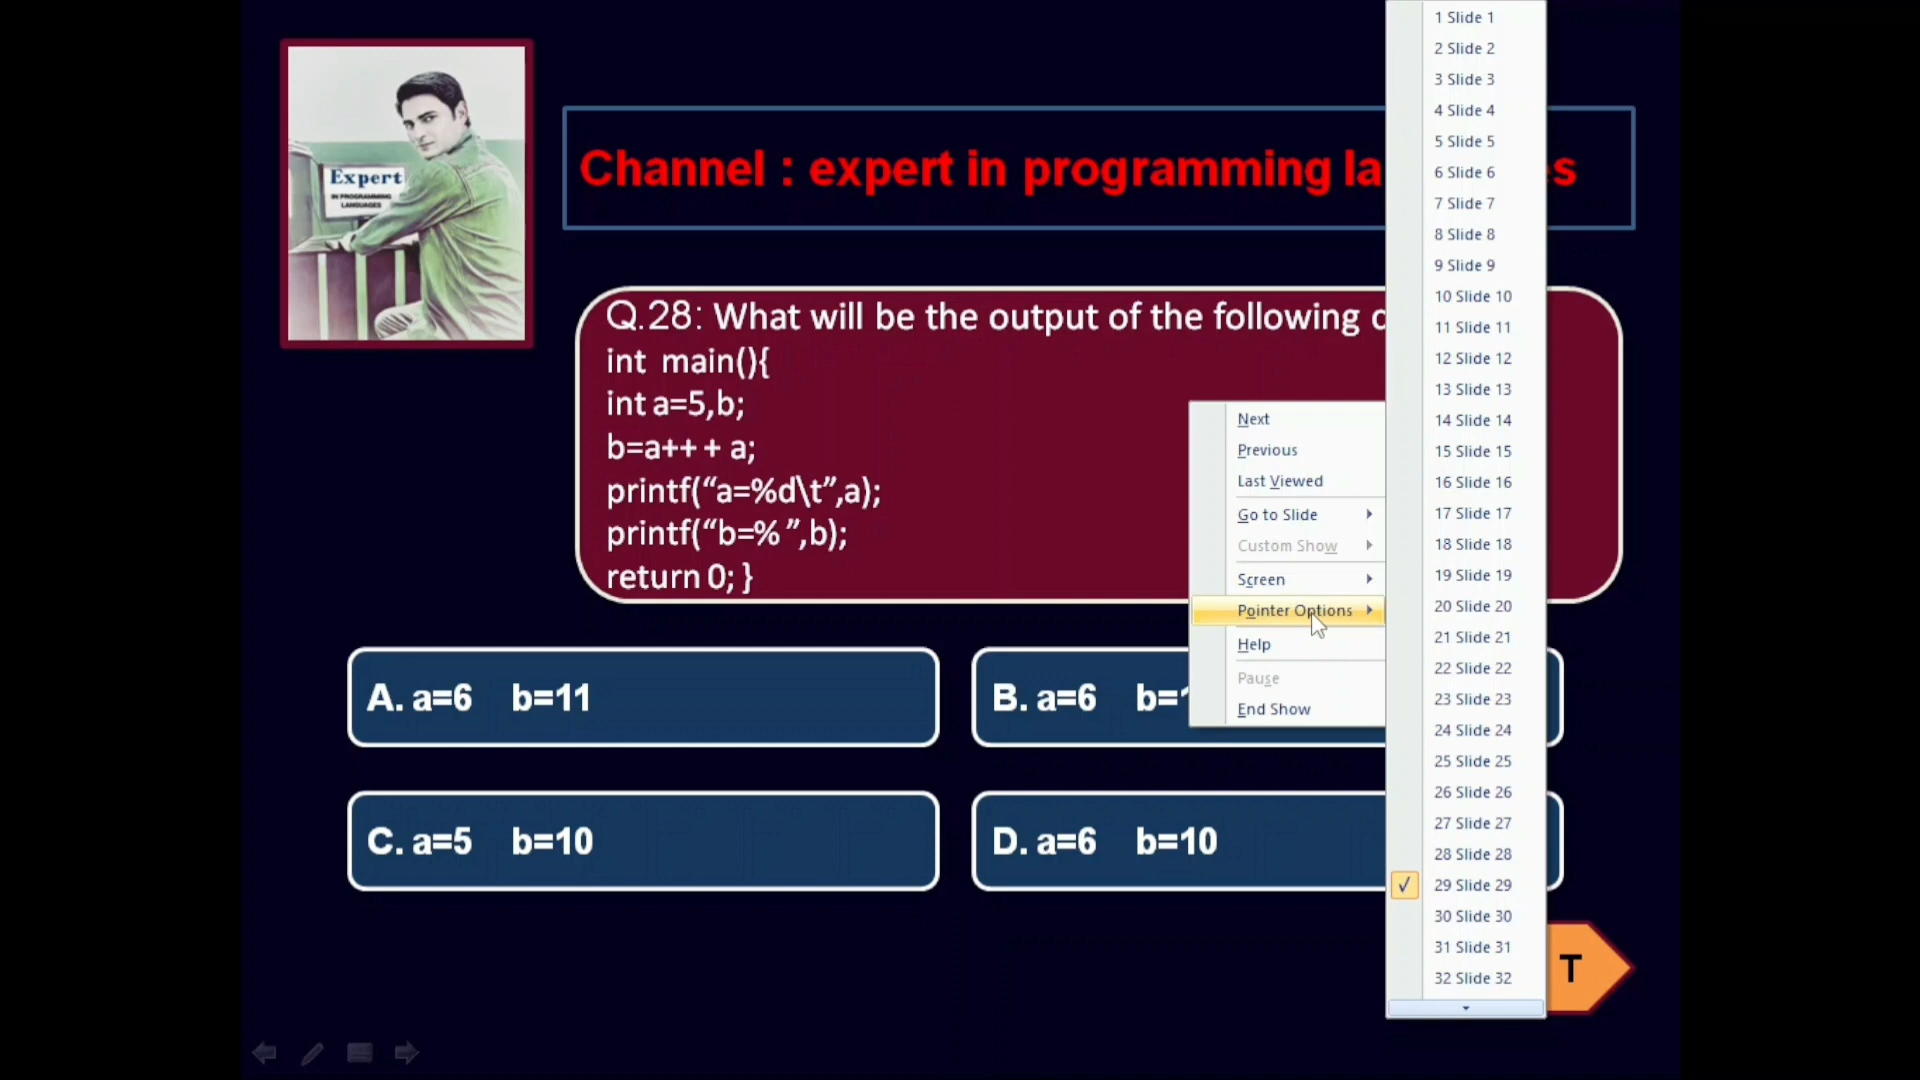 Expert
IN PROGRAMMING
LANGUAGES
Channel : expert in programming la
es
Q.28: What will be the output of the following
int main(){
int a=5,b;
b=a++ + a;
printf(“a=%d\t”,a);
printf(“b=% ”,b);
return 0; }
A. a=6 b=11
B. a=6 b=1
C. a=5 b=10
D. a=6 b=10
T
Next
Previous
Last Viewed
Go to Slide
Custom Show
Screen
Pointer Options
Help
Pause
End Show
1 Slide 1
2 Slide 2
3 Slide 3
4 Slide 4
5 Slide 5
6 Slide 6
7 Slide 7
8 Slide 8
9 Slide 9
10 Slide 10
11 Slide 11
12 Slide 12
13 Slide 13
14 Slide 14
15 Slide 15
16 Slide 16
17 Slide 17
18 Slide 18
19 Slide 19
20 Slide 20
21 Slide 21
22 Slide 22
23 Slide 23
24 Slide 24
25 Slide 25
26 Slide 26
27 Slide 27
28 Slide 28
29 Slide 29
30 Slide 30
31 Slide 31
32 Slide 32